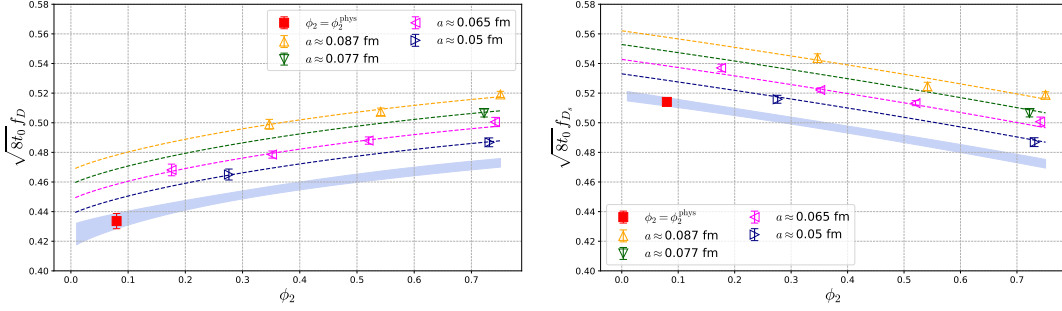 0.58
0.56
0.54
0.52
0.50
0.48
0.46
0.44
0.42
0.40
√8t₀ f_D
ϕ₂ = ϕ₂^phys
a ≈ 0.087 fm
a ≈ 0.077 fm
a ≈ 0.065 fm
a ≈ 0.05 fm
0.0 0.1 0.2 0.3 0.4 0.5 0.6 0.7
ϕ₂
0.58
0.56
0.54
0.52
0.50
0.48
0.46
0.44
0.42
0.40
√8t₀ f_{D_s}
ϕ₂ = ϕ₂^phys
a ≈ 0.087 fm
a ≈ 0.077 fm
a ≈ 0.065 fm
a ≈ 0.05 fm
0.0 0.1 0.2 0.3 0.4 0.5 0.6 0.7
ϕ₂